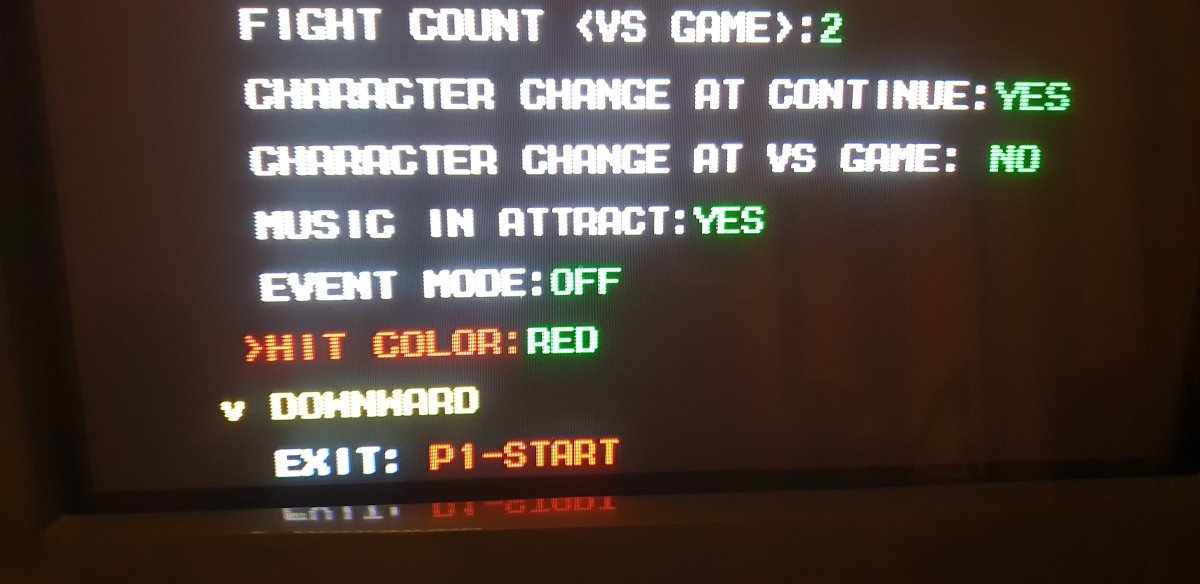 FIGHT COUNT <VS GAME>:2
CHARACTER CHANGE AT CONTINUE:YES
CHARACTER CHANGE AT VS GAME: NO
MUSIC IN ATTRACT:YES
EVENT MODE:OFF
>HIT COLOR:RED
v DOWNWARD
EXIT: P1-START